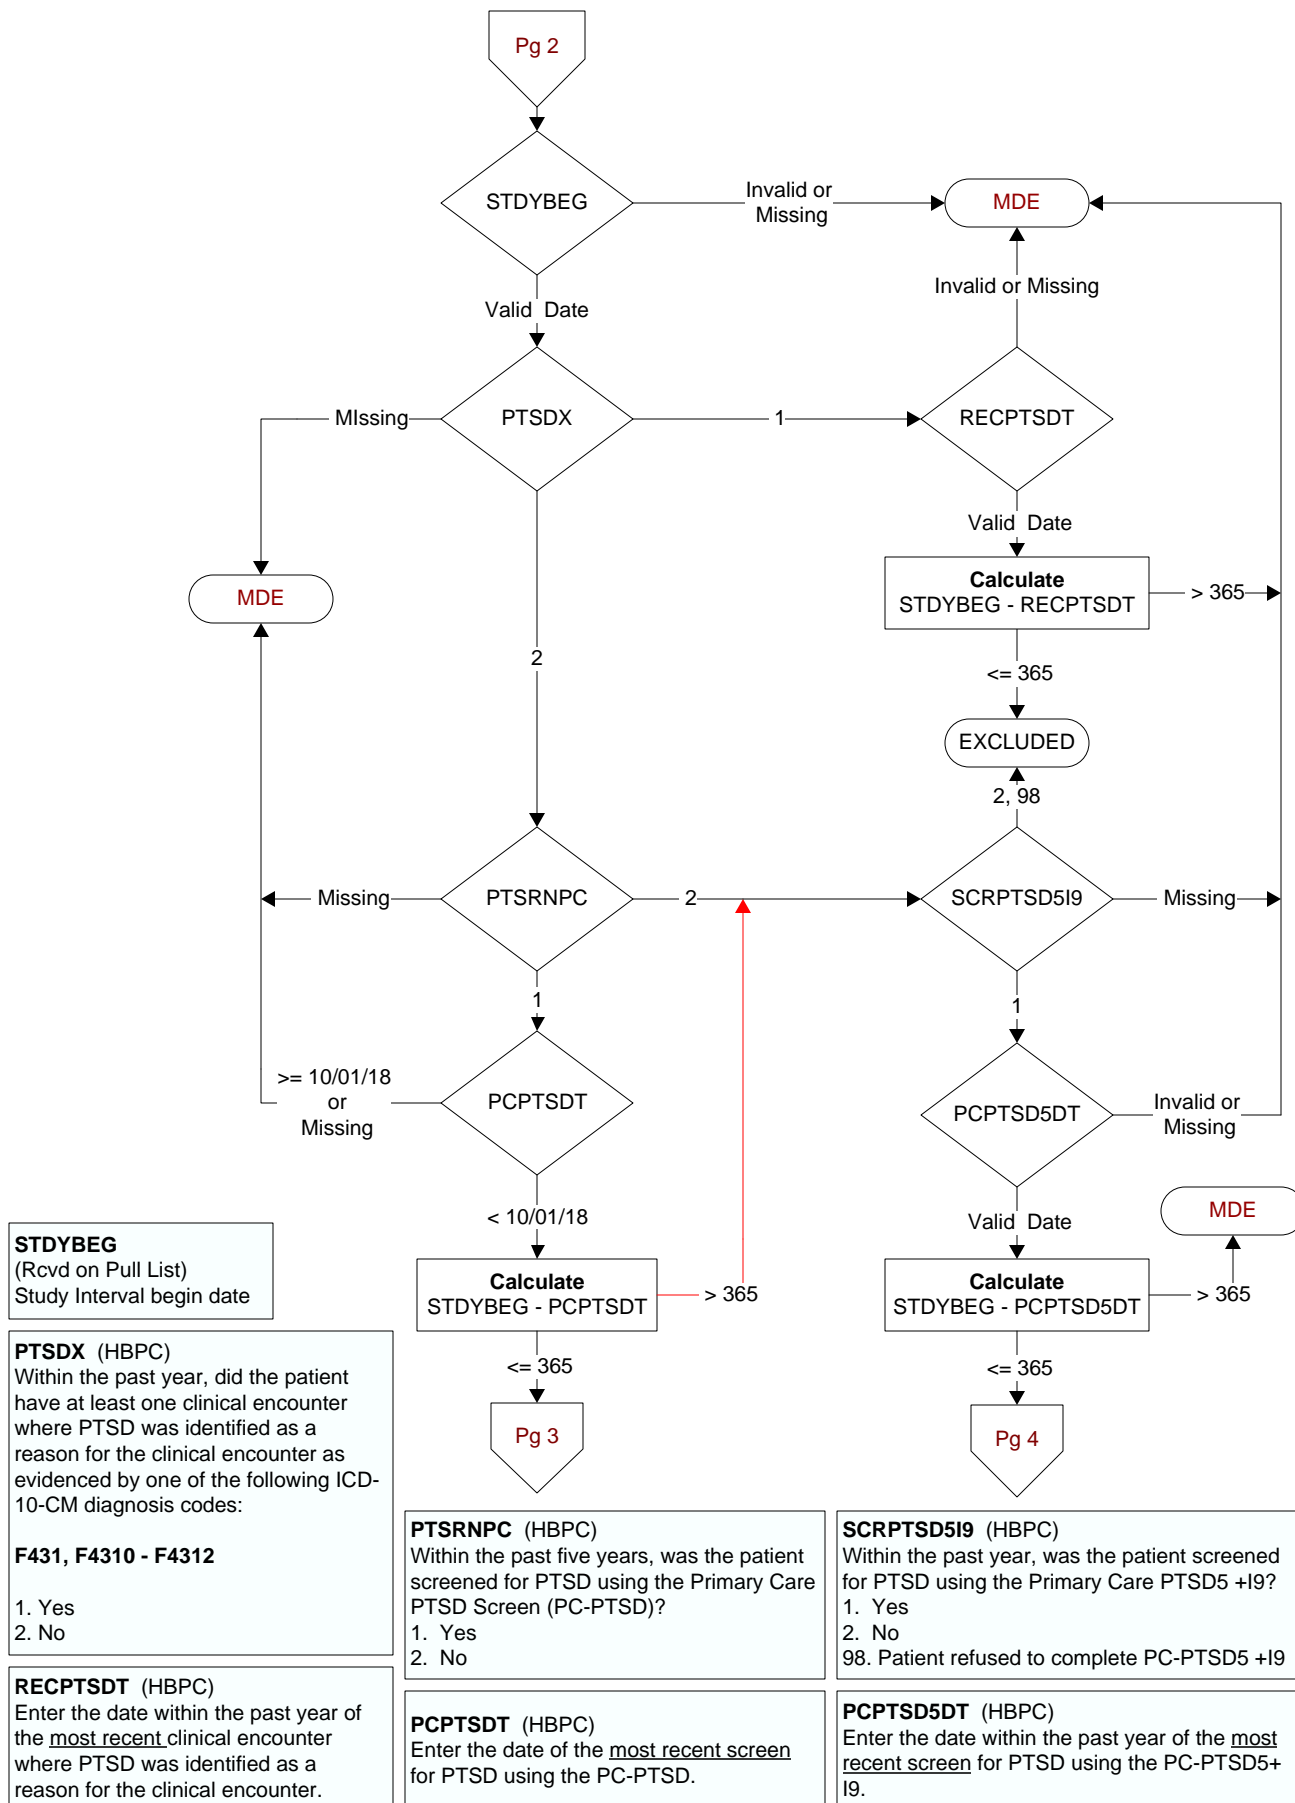 Pg 2
STDYBEG
Invalid or
Missing
MDE
Valid Date
Invalid or Missing
MIssing
PTSDX
1
RECPTSDT
Valid Date
MDE
Calculate
STDYBEG - RECPTSDT
> 365
2
<= 365
EXCLUDED
2, 98
Missing
PTSRNPC
2
SCRPTSD5I9
Missing
1
1
>= 10/01/18
or
Missing
PCPTSDT
PCPTSD5DT
Invalid or
Missing
< 10/01/18
Valid Date
MDE
Calculate
STDYBEG - PCPTSDT
> 365
Calculate
STDYBEG - PCPTSD5DT
> 365
<= 365
<= 365
Pg 3
Pg 4
STDYBEG
(Rcvd on Pull List)
Study Interval begin date
PTSDX (HBPC)
Within the past year, did the patient
have at least one clinical encounter
where PTSD was identified as a
reason for the clinical encounter as
evidenced by one of the following ICD-
10-CM diagnosis codes:
F431, F4310 - F4312
1. Yes
2. No
RECPTSDT (HBPC)
Enter the date within the past year of
the most recent clinical encounter
where PTSD was identified as a
reason for the clinical encounter.
PTSRNPC (HBPC)
Within the past five years, was the patient
screened for PTSD using the Primary Care
PTSD Screen (PC-PTSD)?
1. Yes
2. No
PCPTSDT (HBPC)
Enter the date of the most recent screen
for PTSD using the PC-PTSD.
SCRPTSD5I9 (HBPC)
Within the past year, was the patient screened
for PTSD using the Primary Care PTSD5 +I9?
1. Yes
2. No
98. Patient refused to complete PC-PTSD5 +I9
PCPTSD5DT (HBPC)
Enter the date within the past year of the most
recent screen for PTSD using the PC-PTSD5+
I9.